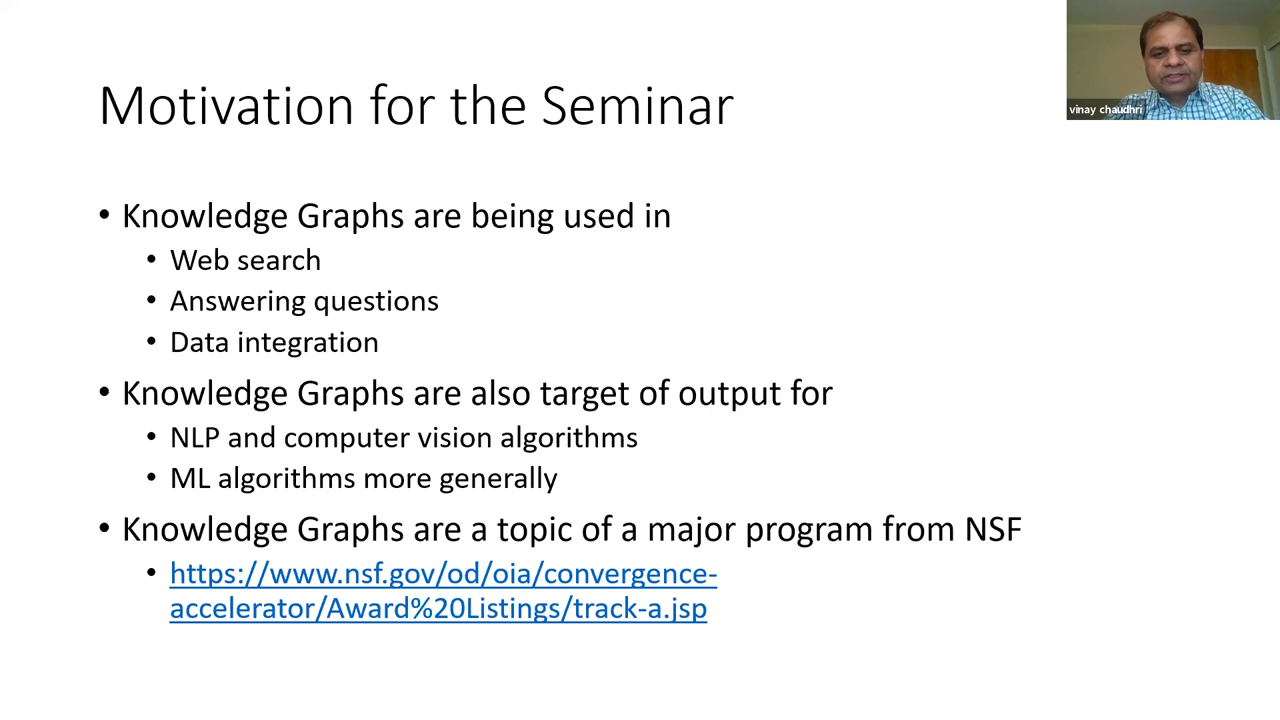 Motivation for the Seminar
vinay chaudhri
• Knowledge Graphs are being used in
• Web search
• Answering questions
• Data integration
• Knowledge Graphs are also target of output for
• NLP and computer vision algorithms
• ML algorithms more generally
• Knowledge Graphs are a topic of a major program from NSF
• https://www.nsf.gov/od/oia/convergence-
accelerator/Award%20Listings/track-a.jsp